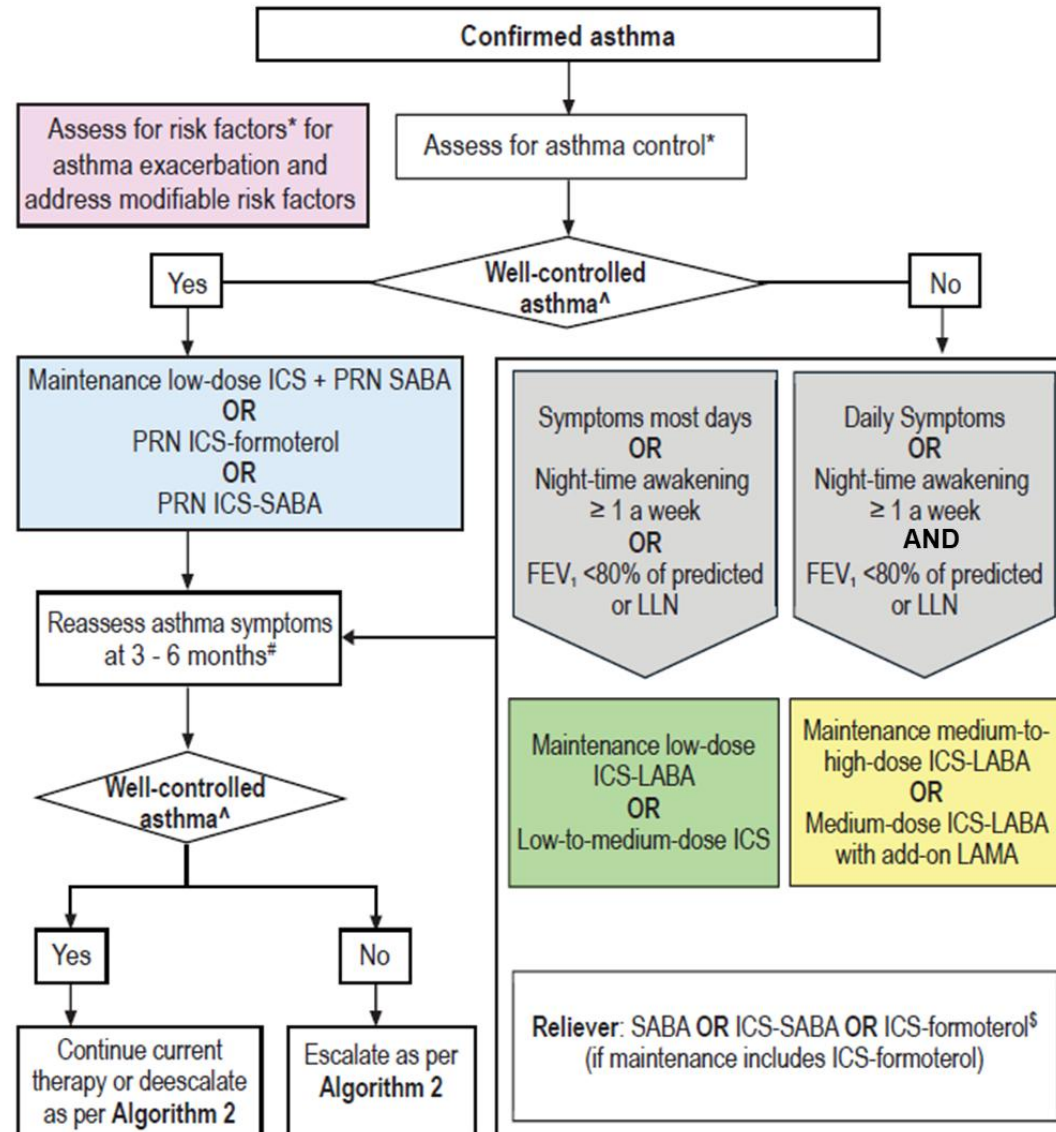 Confirmed asthma
Assess for risk factors* for
asthma exacerbation and
address modifiable risk factors
Assess for asthma control*
Well-controlled
asthma^
Yes
No
Maintenance low-dose ICS + PRN SABA
OR
PRN ICS-formoterol
OR
PRN ICS-SABA
Symptoms most days
OR
Night-time awakening
≥ 1 a week
OR
FEV₁ <80% of predicted
or LLN
Daily Symptoms
OR
Night-time awakening
≥ 1 a week
AND
FEV₁ <80% of predicted
or LLN
Reassess asthma symptoms
at 3 - 6 months#
Maintenance low-dose
ICS-LABA
OR
Low-to-medium-dose ICS
Maintenance medium-to-
high-dose ICS-LABA
OR
Medium-dose ICS-LABA
with add-on LAMA
Well-controlled
asthma^
Yes
No
Continue current
therapy or deescalate
as per Algorithm 2
Escalate as per
Algorithm 2
Reliever: SABA OR ICS-SABA OR ICS-formoterol$
(if maintenance includes ICS-formoterol)